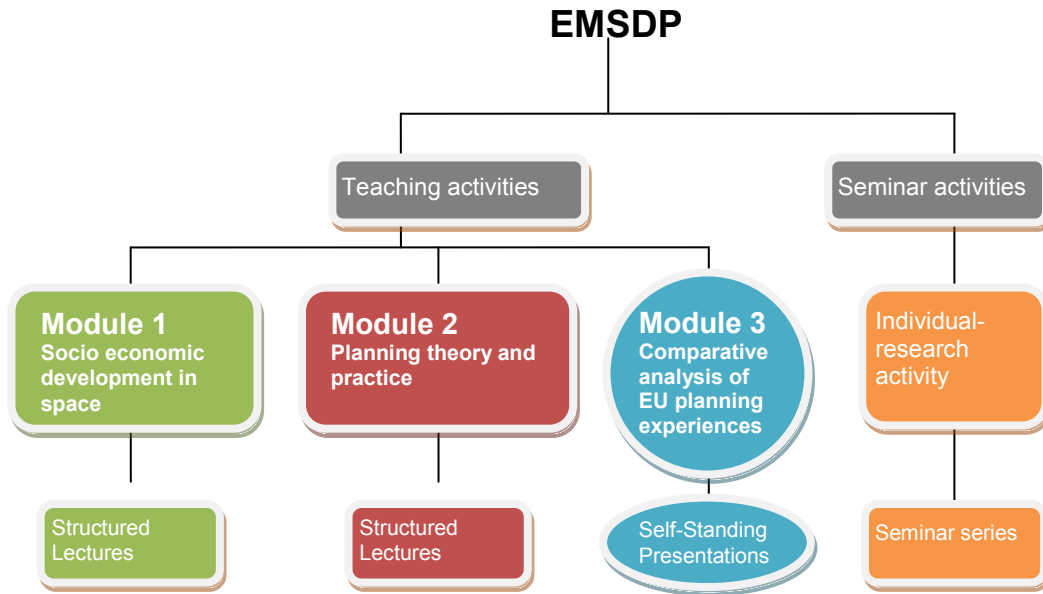 EMSDP
Teaching activities
Seminar activities
Module 1
Socio economic
development in
space
Module 2
Planning theory and
practice
Module 3
Comparative
analysis of
EU planning
experiences
Individual-
research
activity
Structured
Lectures
Structured
Lectures
Self-Standing
Presentations
Seminar series